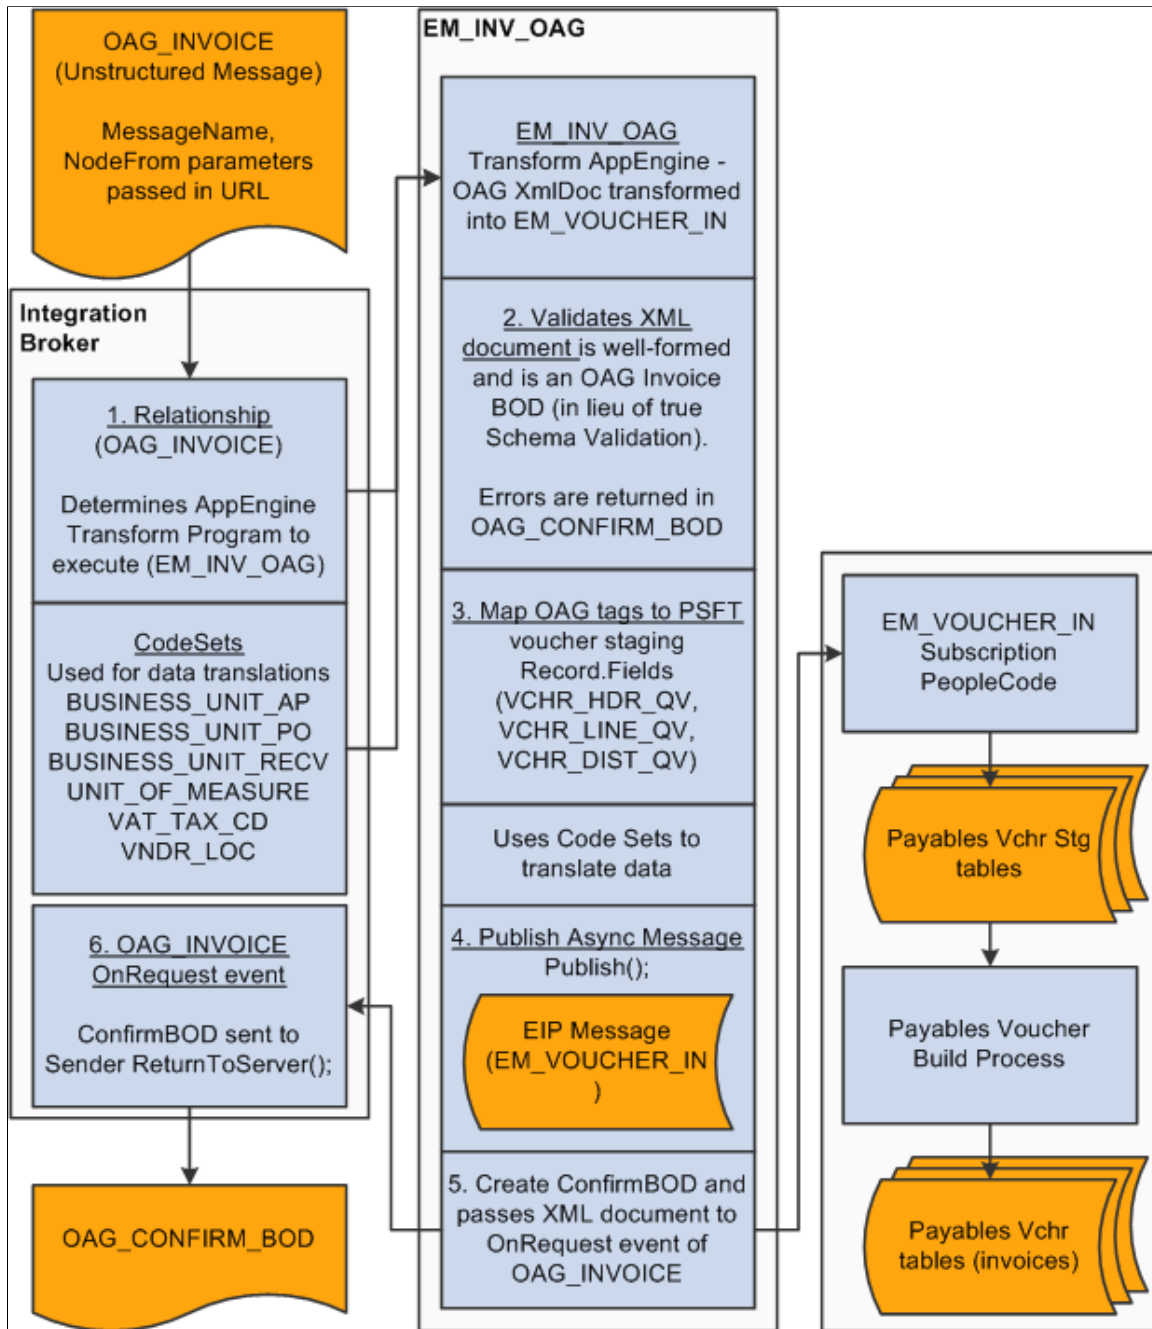 OAG_INVOICE
(Unstructured Message)
MessageName,
NodeFrom parameters
passed in URL
Integration
Broker
1. Relationship
(OAG_INVOICE)
Determines AppEngine
Transform Program to
execute (EM_INV_OAG)
CodeSets
Used for data translations
BUSINESS_UNIT_AP
BUSINESS_UNIT_PO
BUSINESS_UNIT_RECV
UNIT_OF_MEASURE
VAT_TAX_CD
VNDR_LOC
6. OAG_INVOICE
OnRequest event
ConfirmBOD sent to
Sender ReturnToServer();
OAG_CONFIRM_BOD
EM_INV_OAG
EM_INV_OAG
Transform AppEngine -
OAG XmlDoc transformed
into EM_VOUCHER_IN
2. Validates XML
document is well-formed
and is an OAG Invoice
BOD (in lieu of true
Schema Validation).
Errors are returned in
OAG_CONFIRM_BOD
3. Map OAG tags to PSFT
voucher staging
Record.Fields
(VCHR_HDR_QV,
VCHR_LINE_QV,
VCHR_DIST_QV)
Uses Code Sets to
translate data
4. Publish Async Message
Publish();
EIP Message
(EM_VOUCHER_IN
)
5. Create ConfirmBOD and
passes XML document to
OnRequest event of
OAG_INVOICE
EM_VOUCHER_IN
Subscription
PeopleCode
Payables Vchr Stg
tables
Payables Voucher
Build Process
Payables Vchr
tables (invoices)